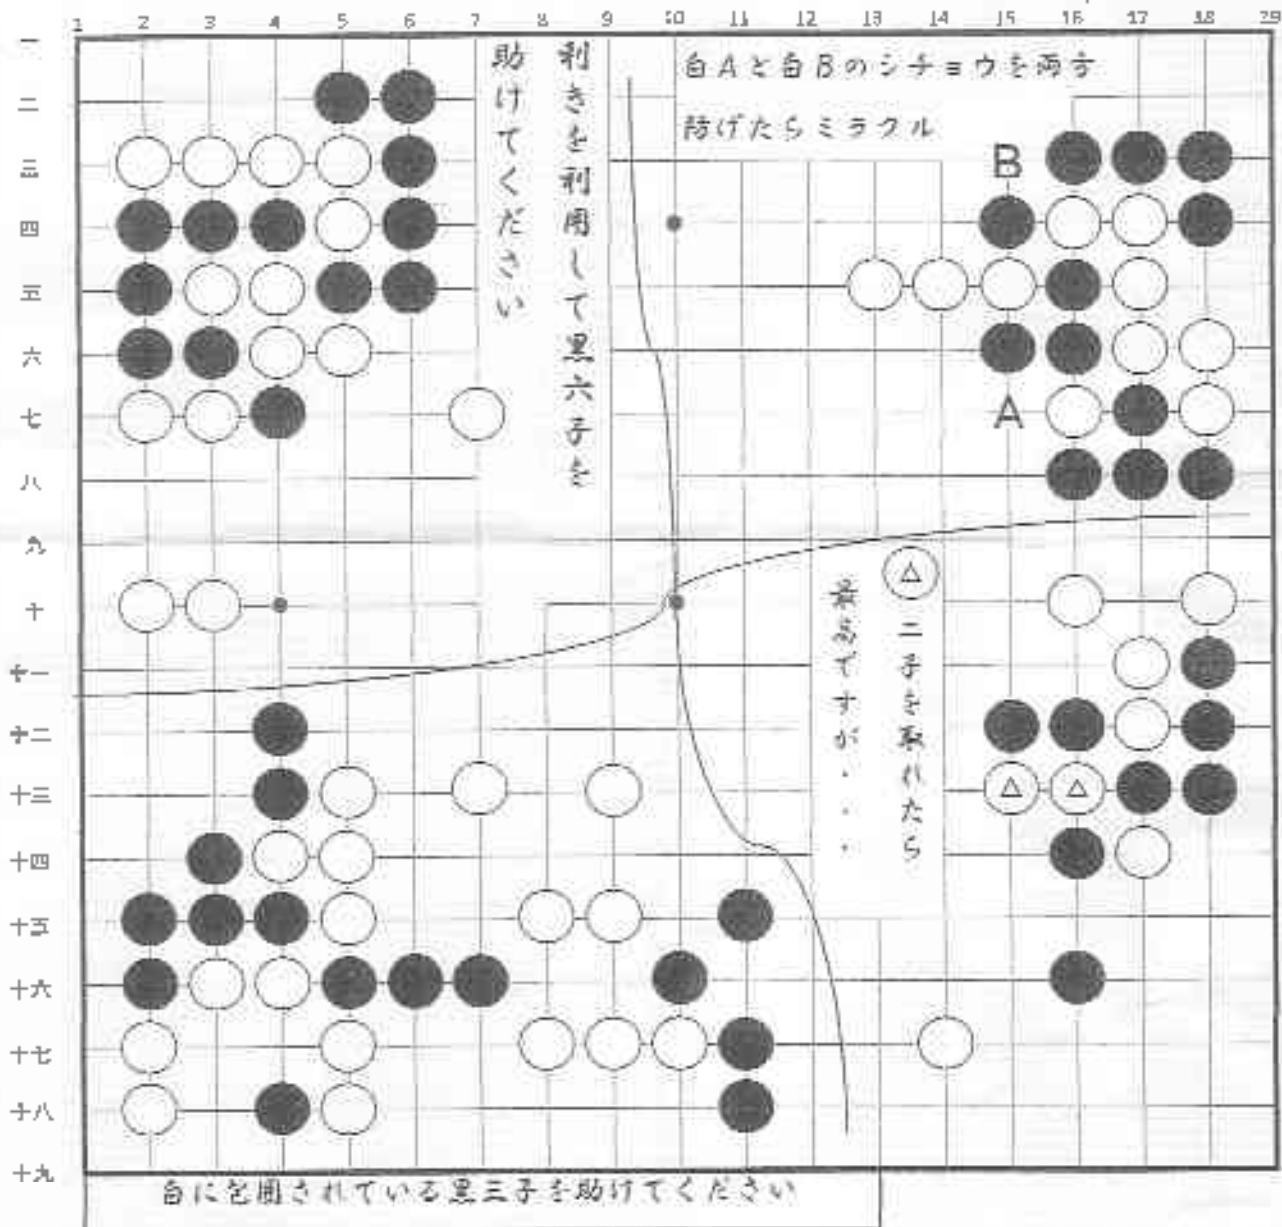 1 2 3 4 5 6 7 8 9 10 11 12 13 14 15 16 17 18 19
一
二
三
四
五
六
七
八
九
十
十一
十二
十三
十四
十五
十六
十七
十八
十九
利きを利用して黒六子を
助けてください
白Aと白Bのシチョウを両方
防げたらミラクル
B
A
△二子を取れたら
最高ですが・・・
白に包囲されている黒三子を助けてください